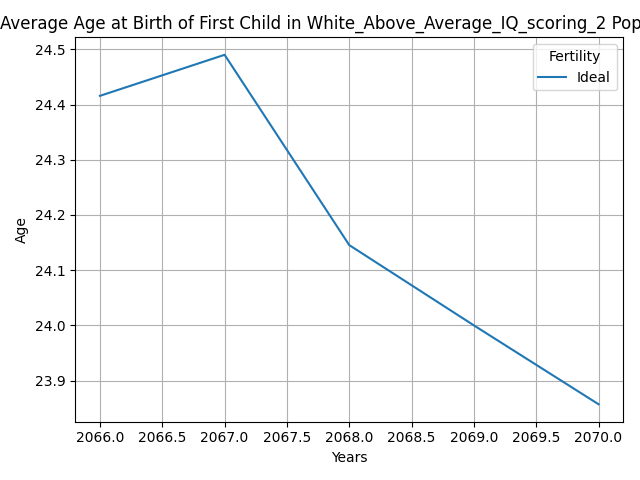 Average Age at Birth of First Child in White_Above_Average_IQ_scoring_2 Pop
24.5
24.4
24.3
24.2
24.1
24.0
23.9
Age
Fertility
Ideal
2066.0 2066.5 2067.0 2067.5 2068.0 2068.5 2069.0 2069.5 2070.0
Years